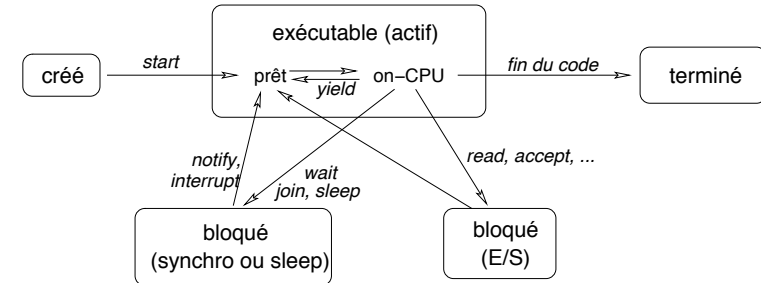 exécutable (actif)
créé
start
prêt
on–CPU
yield
fin du code
terminé
notify,
interrupt
wait
join, sleep
read, accept, ...
bloqué
(synchro ou sleep)
bloqué
(E/S)